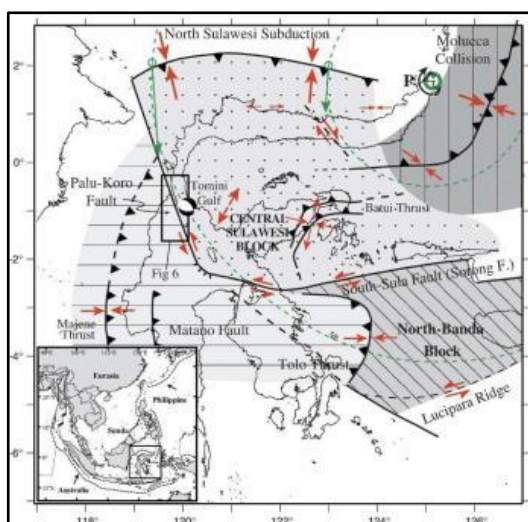 North Sulawesi Subduction
Molucca
Collision
P
2°
0°
-2°
-4°
-6°
Palu-Koro
Fault
Tomini
Gulf
CENTRAL
SULAWESI
BLOCK
Batui Thrust
Fig 6
South-Sula Fault (Sorong F.)
Majene
Thrust
Matano Fault
North-Banda
Block
Tolo Thrust
Lucipara Ridge
Eurasia
Philippine
Sunda
Australia
118°
120°
122°
124°
126°